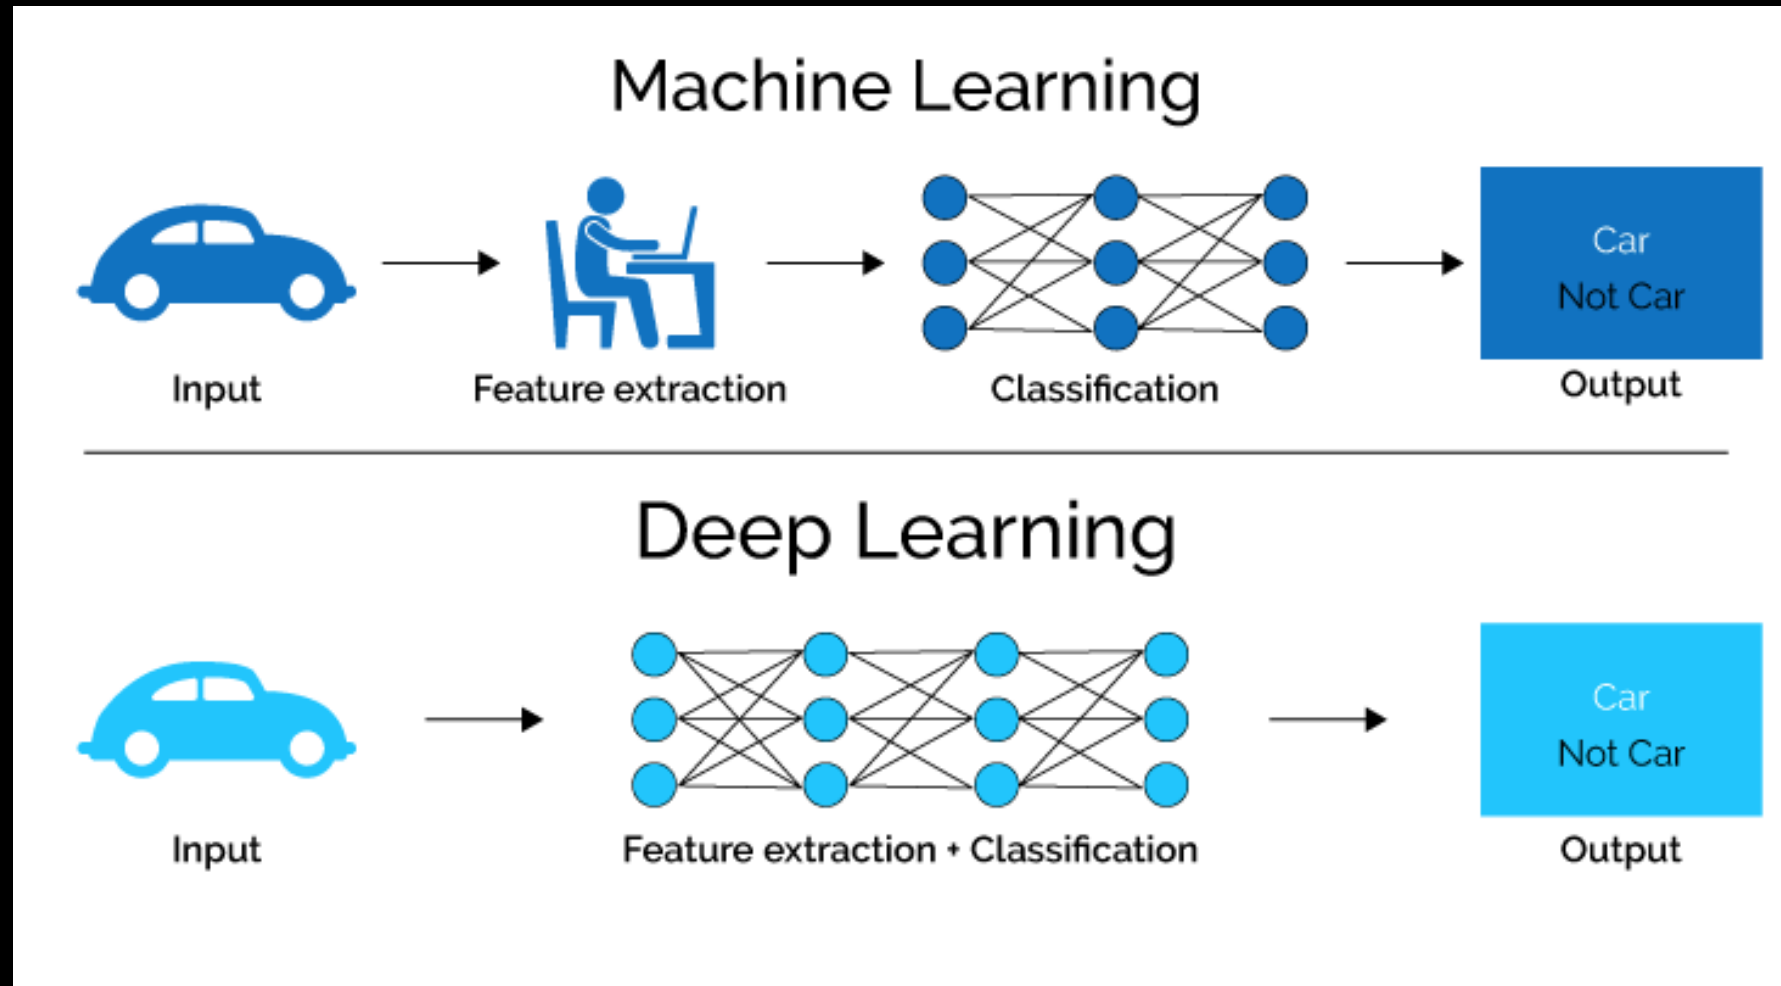 Machine Learning
Car
Not Car
Input
Feature extraction
Classification
Output
Deep Learning
Car
Not Car
Input
Feature extraction + Classification
Output